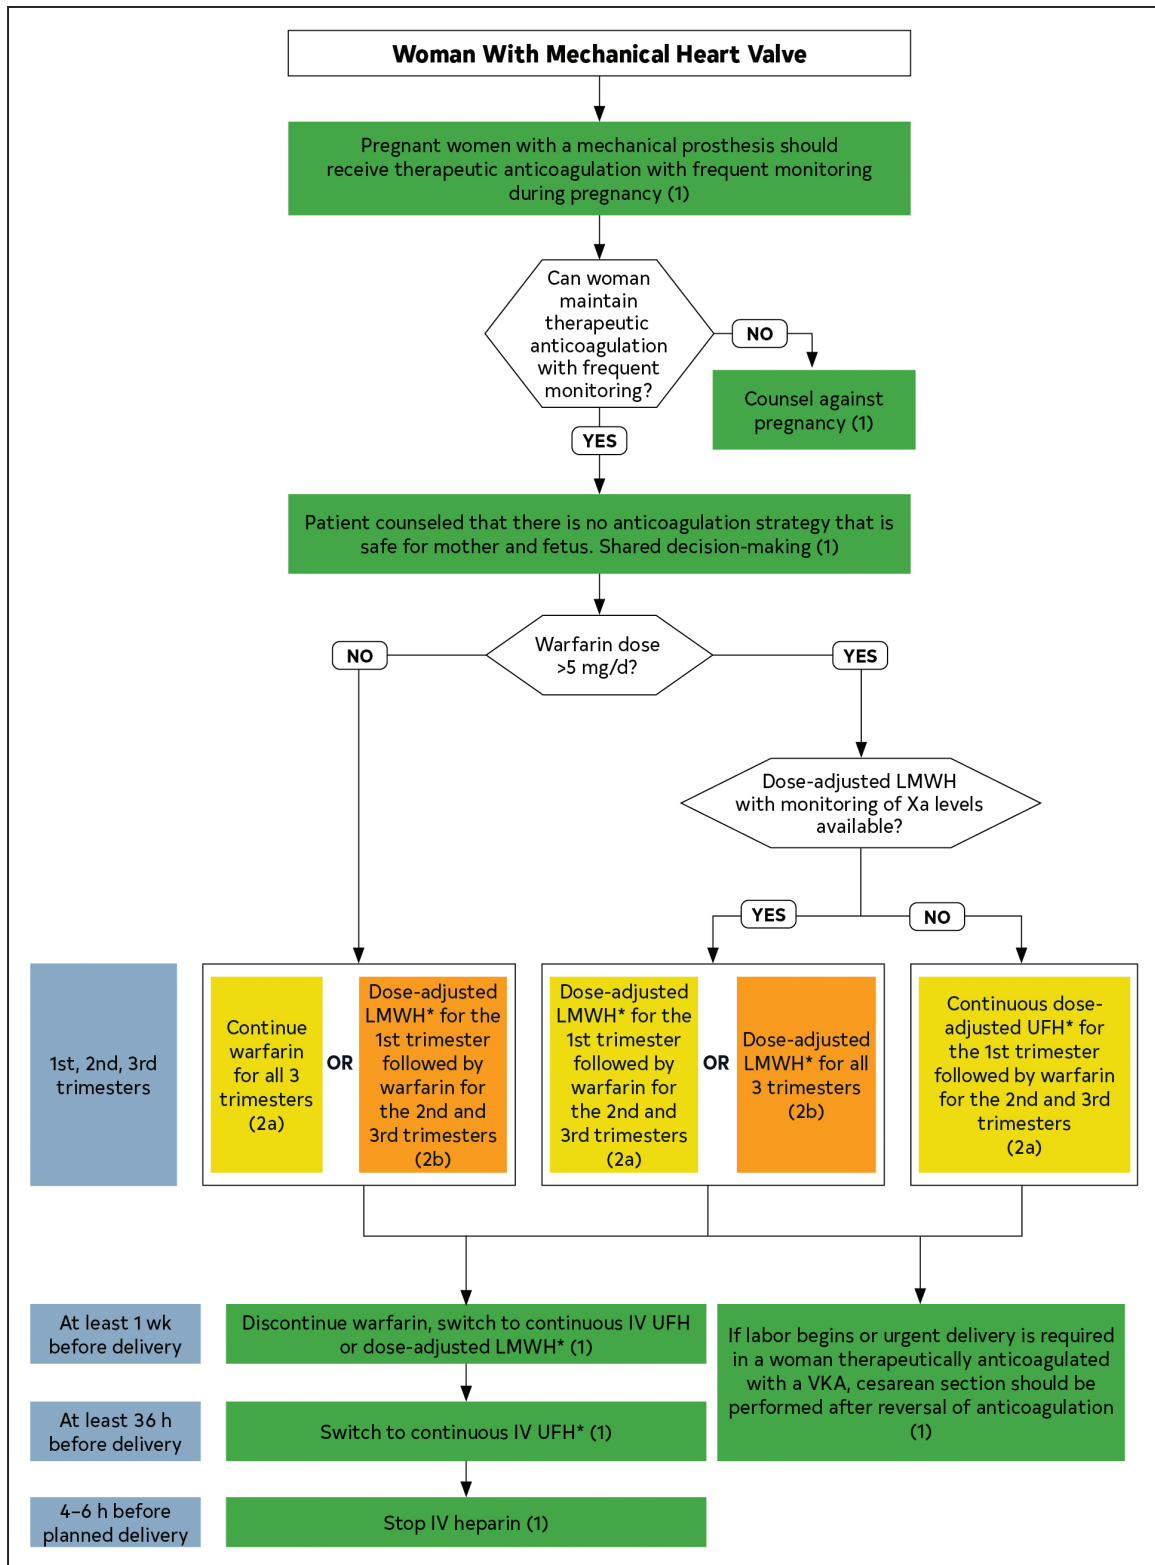 Woman With Mechanical Heart Valve
Pregnant women with a mechanical prosthesis should
receive therapeutic anticoagulation with frequent monitoring
during pregnancy (1)
Can woman
maintain
therapeutic
anticoagulation
with frequent
monitoring?
NO
Counsel against
pregnancy (1)
YES
Patient counseled that there is no anticoagulation strategy that is
safe for mother and fetus. Shared decision-making (1)
Warfarin dose
>5 mg/d?
NO
YES
Dose-adjusted LMWH
with monitoring of Xa levels
available?
YES
NO
1st, 2nd, 3rd
trimesters
Continue
warfarin
for all 3
trimesters
(2a)
OR
Dose-adjusted
LMWH* for the
1st trimester
followed by
warfarin for
the 2nd and
3rd trimesters
(2b)
Dose-adjusted
LMWH* for the
1st trimester
followed by
warfarin for
the 2nd and
3rd trimesters
(2a)
OR
Dose-adjusted
LMWH* for all
3 trimesters
(2b)
Continuous dose-
adjusted UFH* for
the 1st trimester
followed by warfarin
for the 2nd and 3rd
trimesters
(2a)
At least 1 wk
before delivery
Discontinue warfarin, switch to continuous IV UFH
or dose-adjusted LMWH* (1)
If labor begins or urgent delivery is required
in a woman therapeutically anticoagulated
with a VKA, cesarean section should be
performed after reversal of anticoagulation
(1)
At least 36 h
before delivery
Switch to continuous IV UFH* (1)
4–6 h before
planned delivery
Stop IV heparin (1)